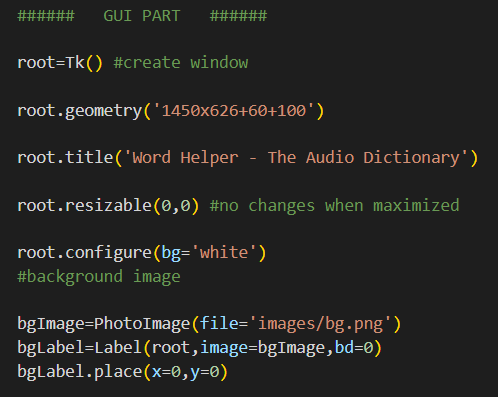 ######   GUI PART   ######
root=Tk() #create window
root.geometry('1450x626+60+100')
root.title('Word Helper - The Audio Dictionary')
root.resizable(0,0) #no changes when maximized
root.configure(bg='white')
#background image
bgImage=PhotoImage(file='images/bg.png')
bgLabel=Label(root,image=bgImage,bd=0)
bgLabel.place(x=0,y=0)